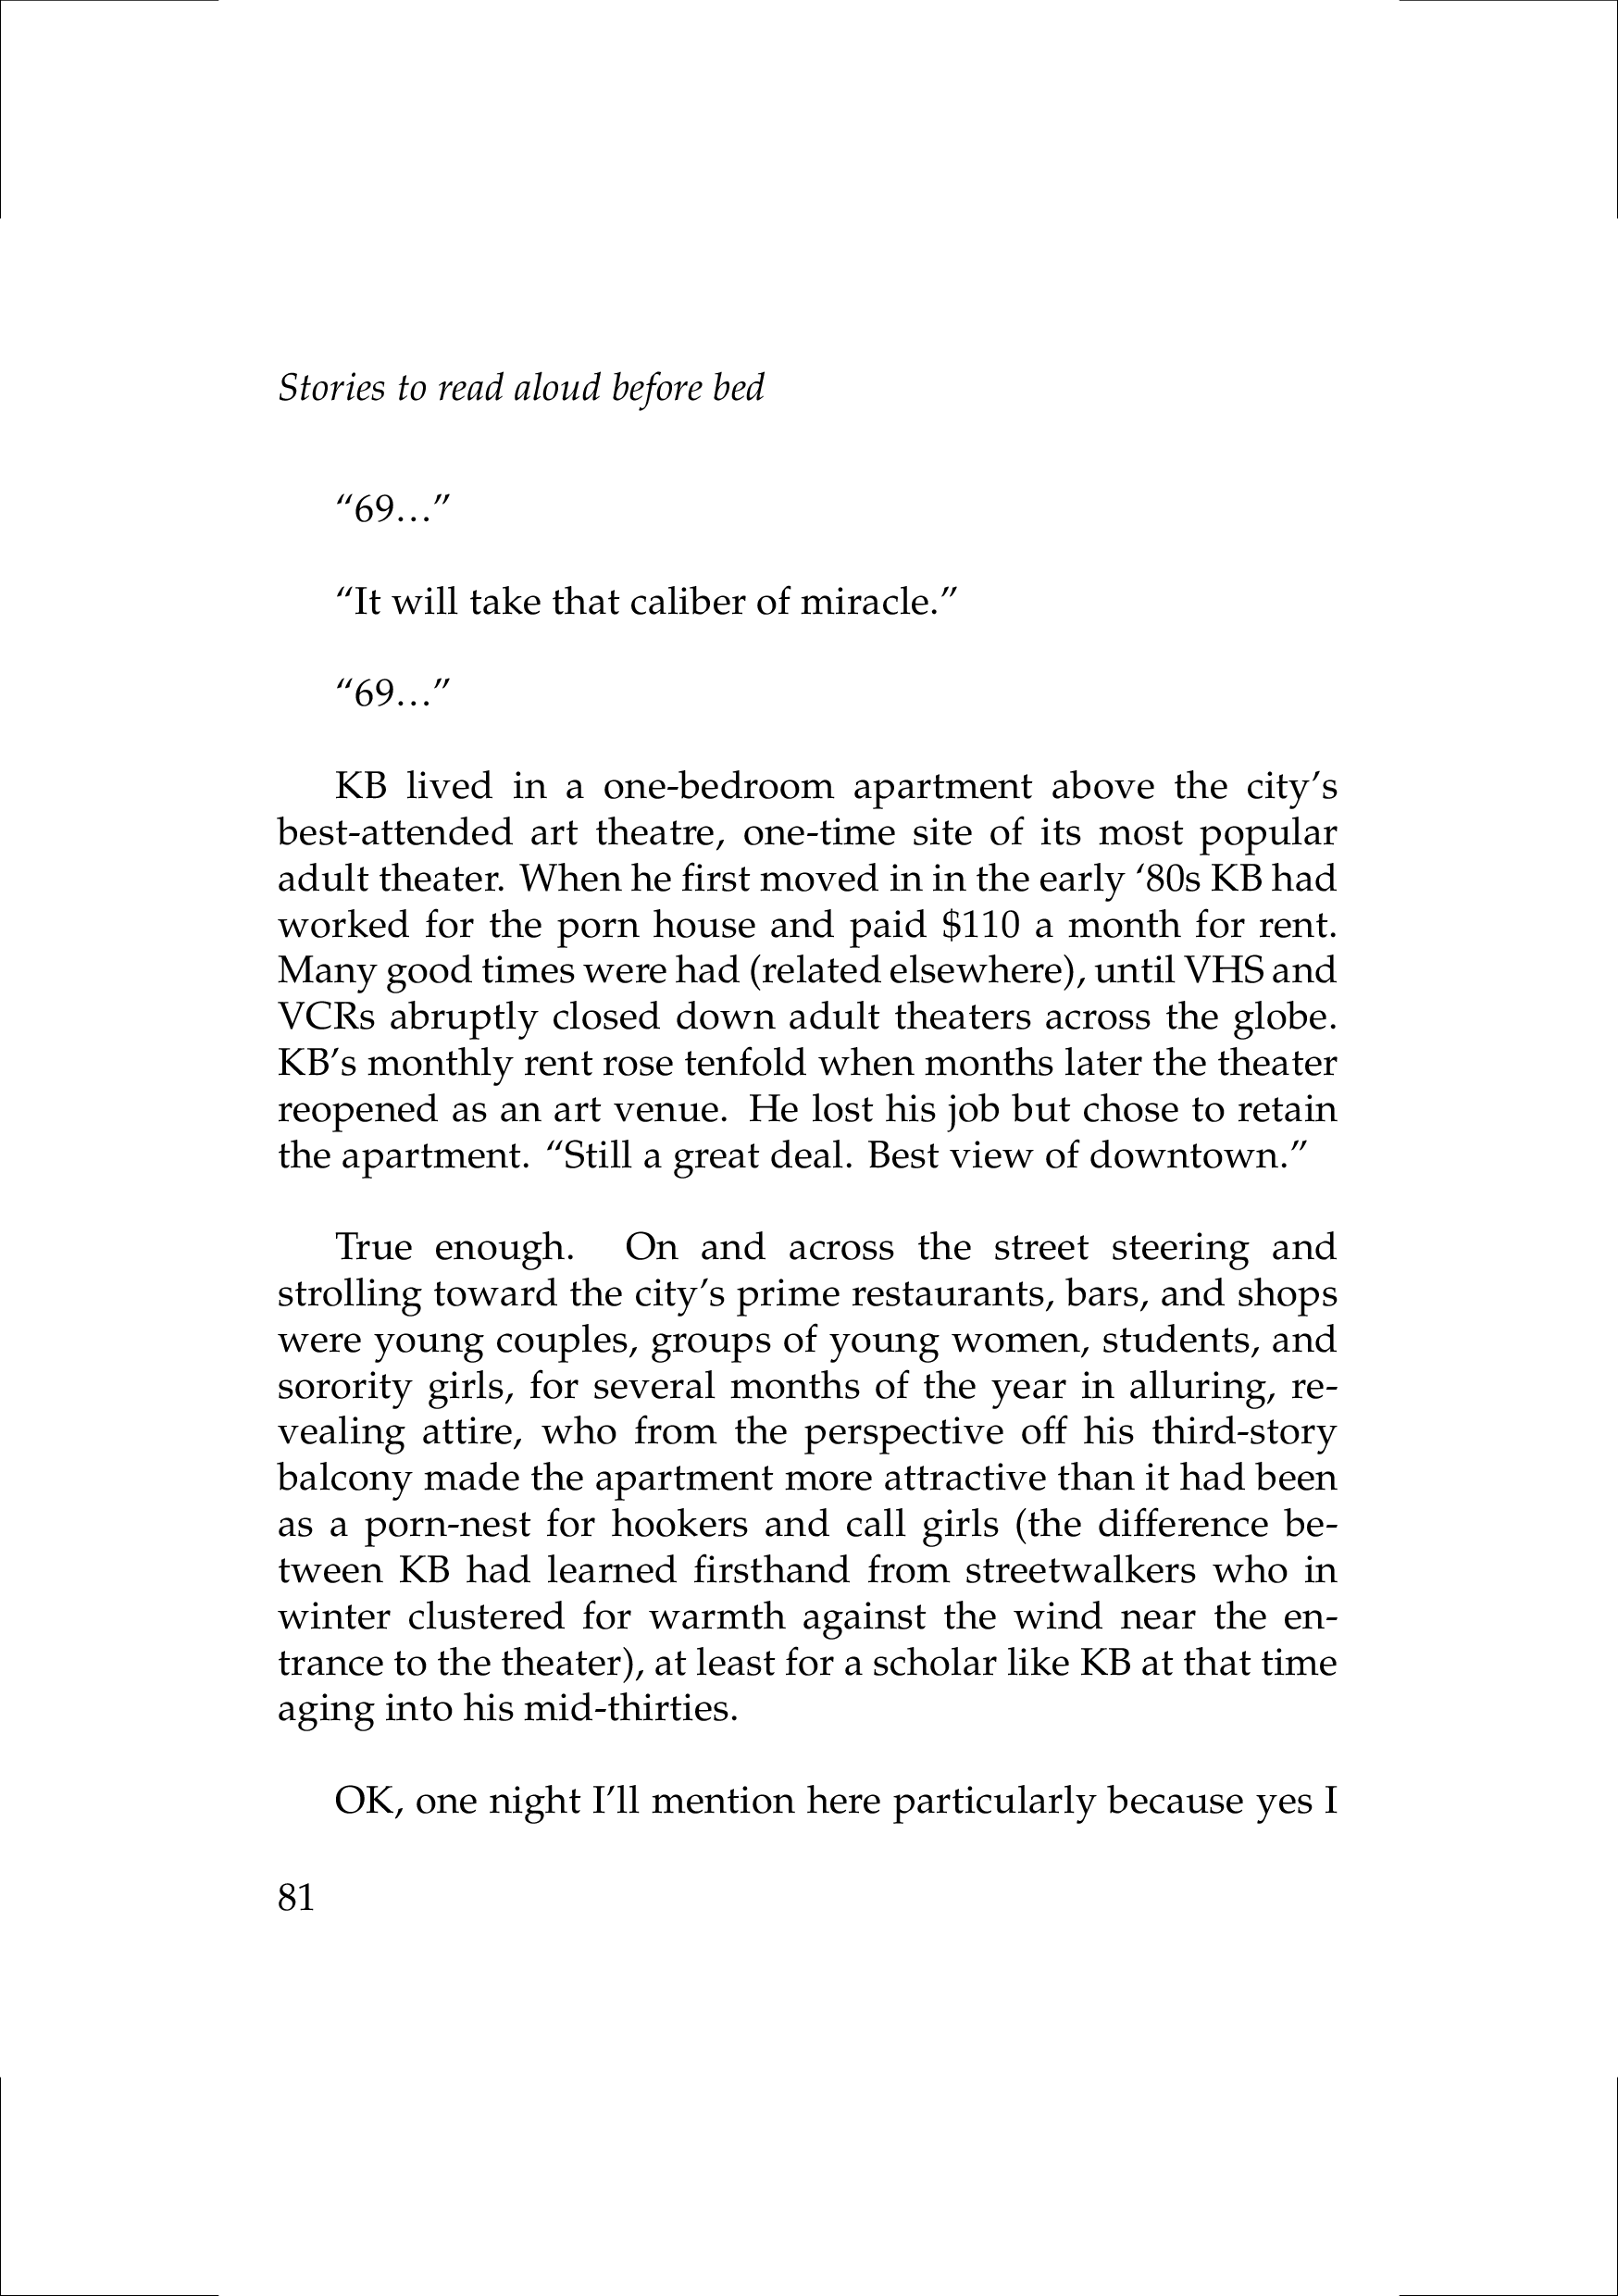 Stories to read aloud before bed
“69…”
“It will take that caliber of miracle.”
“69…”
KB lived in a one-bedroom apartment above the city’s
best-attended art theatre, one-time site of its most popular
adult theater. When he first moved in in the early ‘80s KB had
worked for the porn house and paid $110 a month for rent.
Many good times were had (related elsewhere), until VHS and
VCRs abruptly closed down adult theaters across the globe.
KB’s monthly rent rose tenfold when months later the theater
reopened as an art venue. He lost his job but chose to retain
the apartment. “Still a great deal. Best view of downtown.”
True enough. On and across the street steering and
strolling toward the city’s prime restaurants, bars, and shops
were young couples, groups of young women, students, and
sorority girls, for several months of the year in alluring, re-
vealing attire, who from the perspective off his third-story
balcony made the apartment more attractive than it had been
as a porn-nest for hookers and call girls (the difference be-
tween KB had learned firsthand from streetwalkers who in
winter clustered for warmth against the wind near the en-
trance to the theater), at least for a scholar like KB at that time
aging into his mid-thirties.
OK, one night I’ll mention here particularly because yes I
81